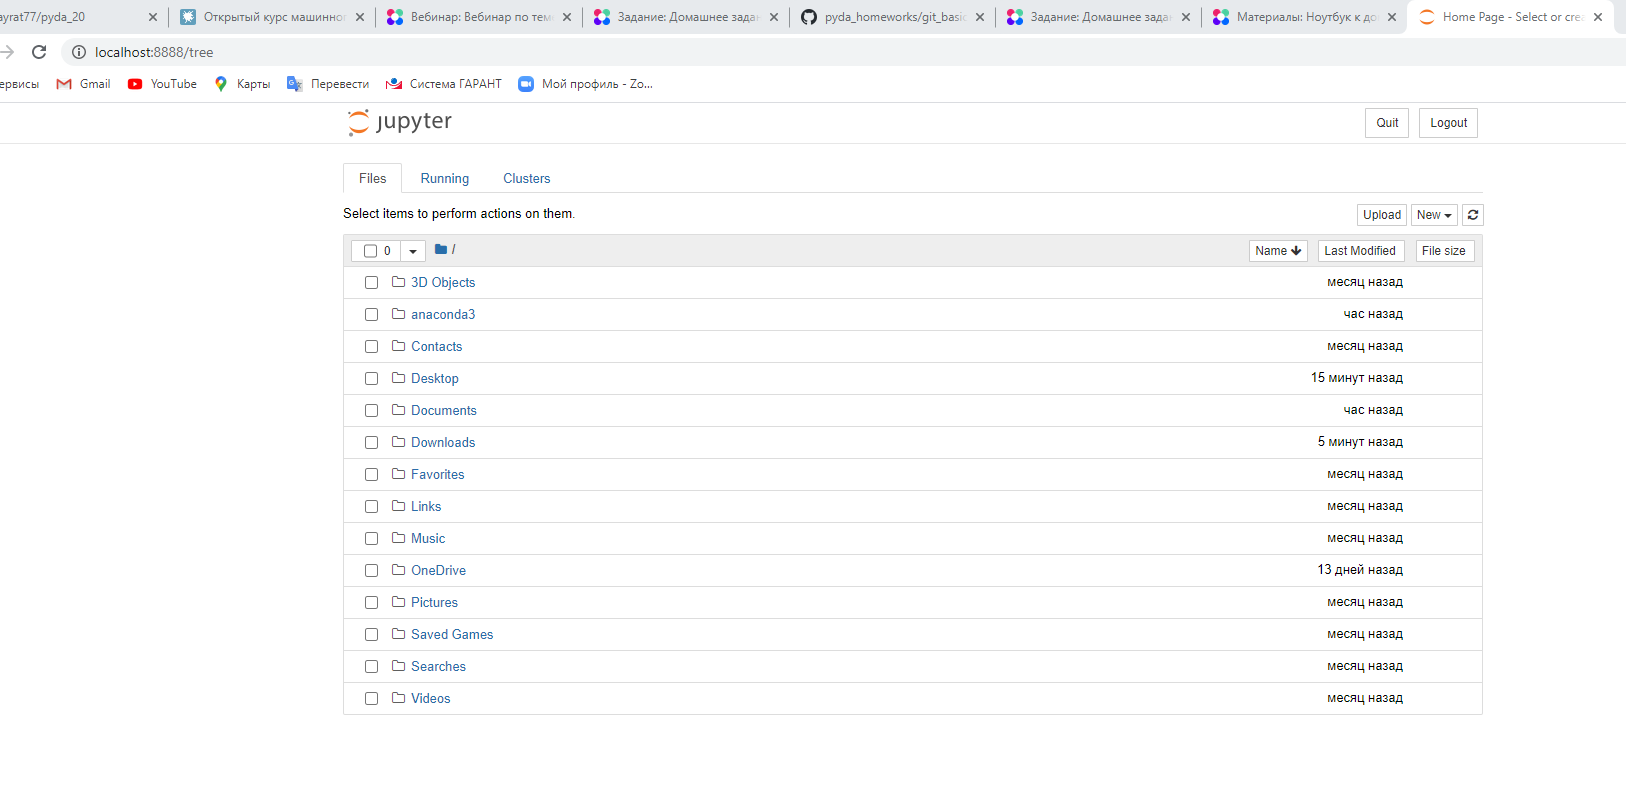 ayrat77/pyda_20
Открытый курс машинног
Вебинар: Вебинар по тем
Задание: Домашнее задан
pyda_homeworks/git_basic
Задание: Домашнее задан
Материалы: Ноутбук к до
Home Page - Select or crea
localhost:8888/tree
ервисы
Gmail
YouTube
Карты
Перевести
Система ГАРАНТ
Мой профиль - Zo...
jupyter
Quit
Logout
Files
Running
Clusters
Select items to perform actions on them.
Upload
New
0
/
Name
Last Modified
File size
3D Objects месяц назад
anaconda3 час назад
Contacts месяц назад
Desktop 15 минут назад
Documents час назад
Downloads 5 минут назад
Favorites месяц назад
Links месяц назад
Music месяц назад
OneDrive 13 дней назад
Pictures месяц назад
Saved Games месяц назад
Searches месяц назад
Videos месяц назад